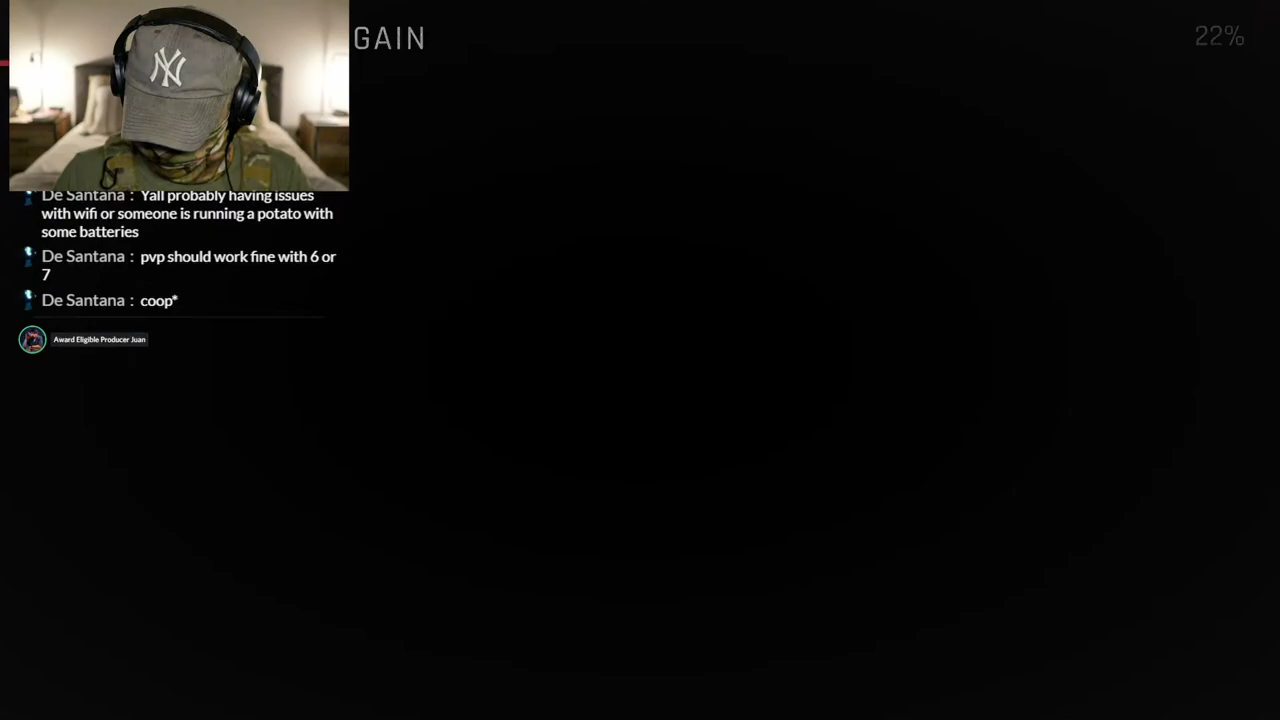 GAIN
22%
NY
De Santana : Yall probably having issues
with wifi or someone is running a potato with
some batteries
De Santana : pvp should work fine with 6 or
7
De Santana : coop*
Award Eligible Producer Juan